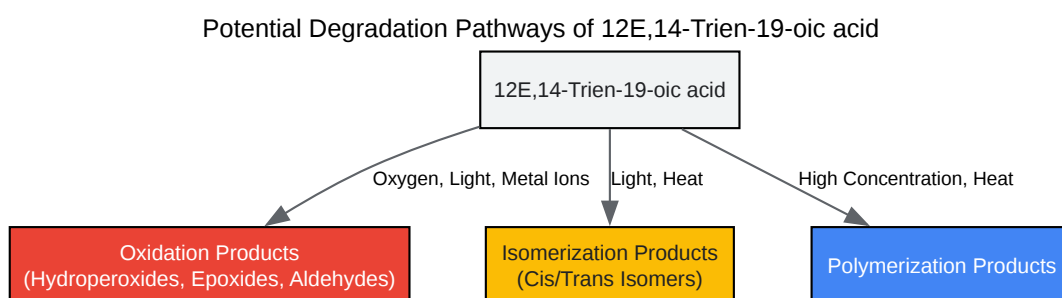 Potential Degradation Pathways of 12E,14-Trien-19-oic acid
12E,14-Trien-19-oic acid
Oxygen, Light, Metal Ions
Light, Heat
High Concentration, Heat
Oxidation Products
(Hydroperoxides, Epoxides, Aldehydes)
Isomerization Products
(Cis/Trans Isomers)
Polymerization Products